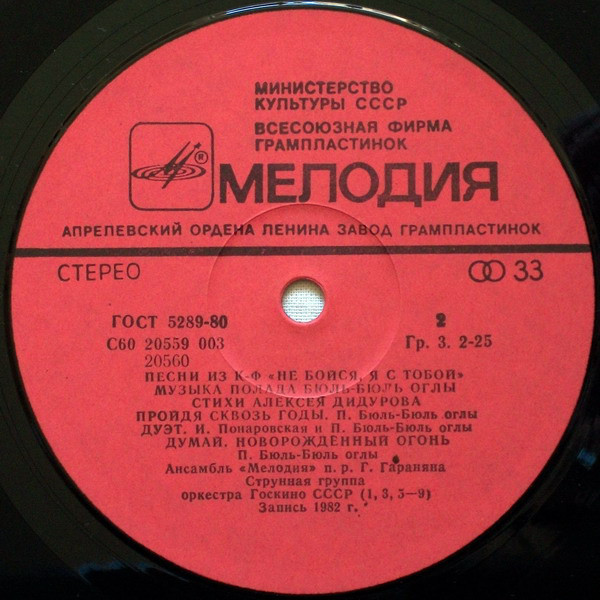 МИНИСТЕРСТВО
КУЛЬТУРЫ СССР
ВСЕСОЮЗНАЯ ФИРМА
ГРАМПЛАСТИНОК
® МЕЛОДИЯ
АПРЕЛЕВСКИЙ ОРДЕНА ЛЕНИНА ЗАВОД ГРАМПЛАСТИНОК
СТЕРЕО 33
ГОСТ 5289-80 2
С60 20559 003 Гр. 3. 2-25
20560
ПЕСНИ ИЗ К-Ф «НЕ БОЙСЯ, Я С ТОБОЙ»
МУЗЫКА ПОЛАДА БЮЛЬ-БЮЛЬ ОГЛЫ
СТИХИ АЛЕКСЕЯ ДИДУРОВА
ПРОЙДЯ СКВОЗЬ ГОДЫ. П. Бюль-Бюль оглы
ДУЭТ. И. Понаровская и П. Бюль-Бюль оглы
ДУМАЙ. НОВОРОЖДЕННЫЙ ОГОНЬ
П. Бюль-Бюль оглы
Ансамбль «Мелодия» п. р. Г. Гараняна
Струнная группа
оркестра Госкино СССР (1, 3, 5—9)
Запись 1982 г.